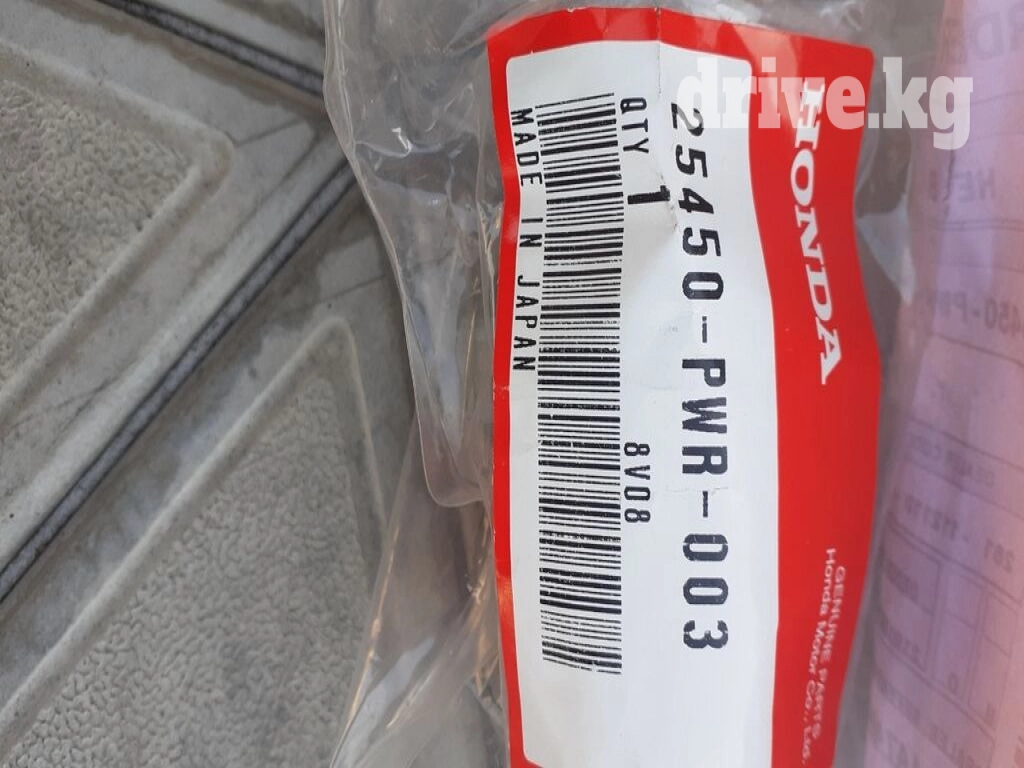 drive.kg
HONDA
25450-PWR-003
QTY 1
8V08
MADE IN JAPAN
GENUINE PARTS
Honda Motor Co., Ltd.